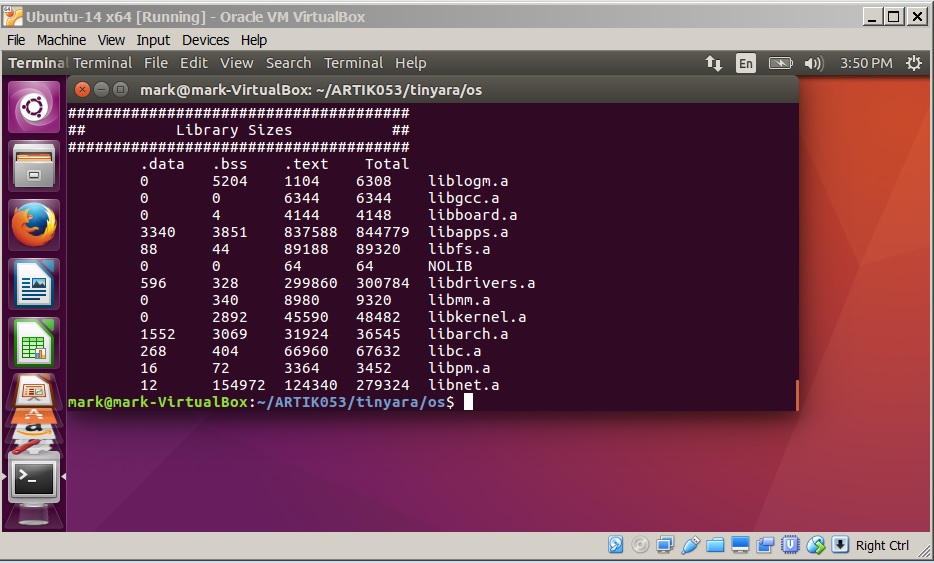 Ubuntu-14 x64 [Running] - Oracle VM VirtualBox
File Machine View Input Devices Help
Terminal Terminal File Edit View Search Terminal Help En 3:50 PM
mark@mark-VirtualBox: ~/ARTIK053/tinyara/os
######################################
## Library Sizes ##
######################################
.data .bss .text Total
0 5204 1104 6308 liblogm.a
0 0 6344 6344 libgcc.a
0 4 4144 4148 libboard.a
3340 3851 837588 844779 libapps.a
88 44 89188 89320 libfs.a
0 0 64 64 NOLIB
596 328 299860 300784 libdrivers.a
0 340 8980 9320 libmm.a
0 2892 45590 48482 libkernel.a
1552 3069 31924 36545 libarch.a
268 404 66960 67632 libc.a
16 72 3364 3452 libpm.a
12 154972 124340 279324 libnet.a
mark@mark-VirtualBox:~/ARTIK053/tinyara/os$
Right Ctrl